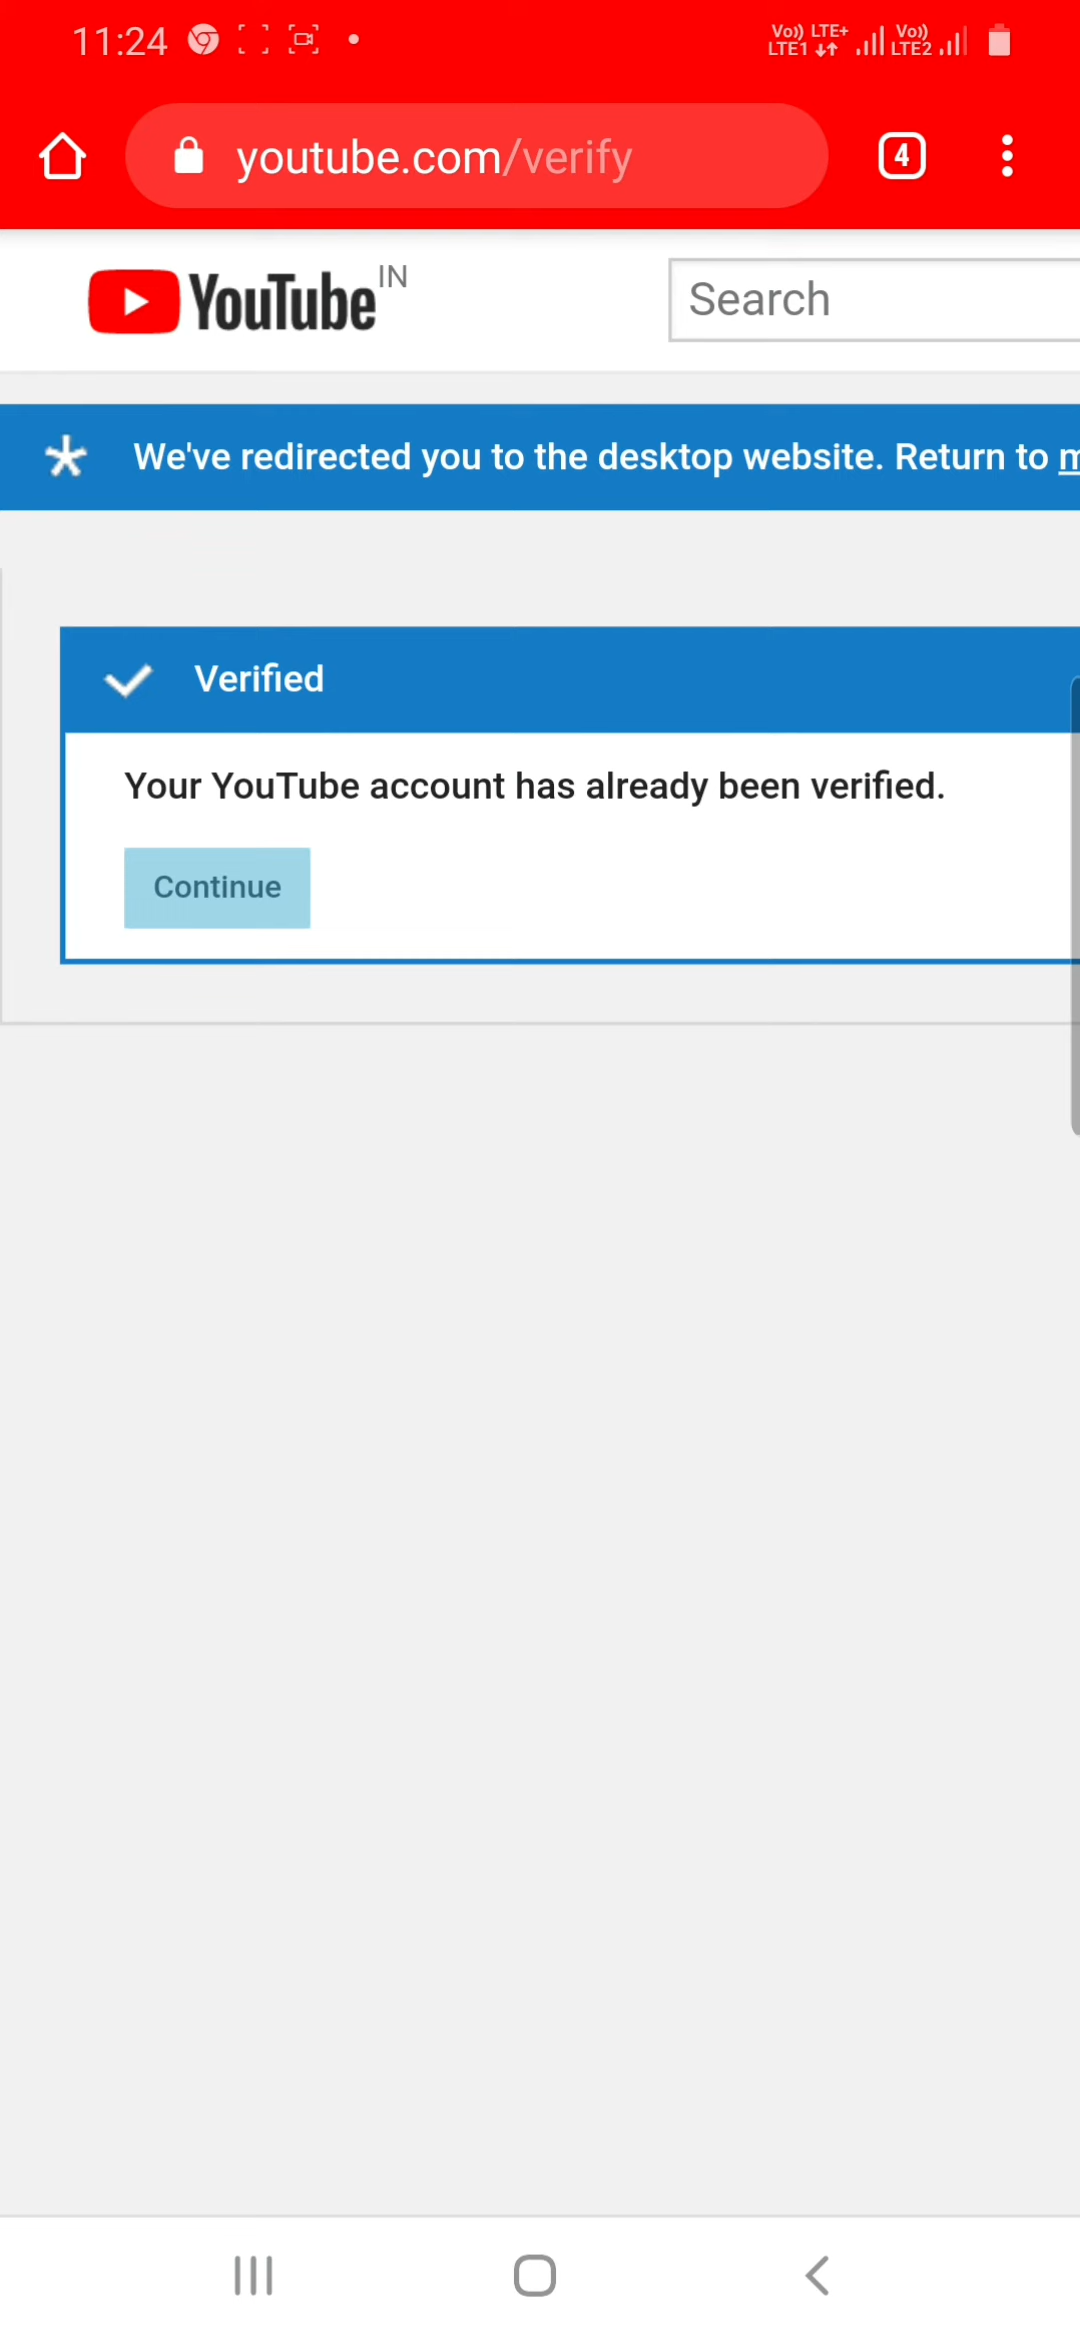 11:24
Vo)) LTE+ Vo))
LTE1 LTE2
youtube.com/verify
4
YouTube IN
Search
We've redirected you to the desktop website. Return to
Verified
Your YouTube account has already been verified.
Continue